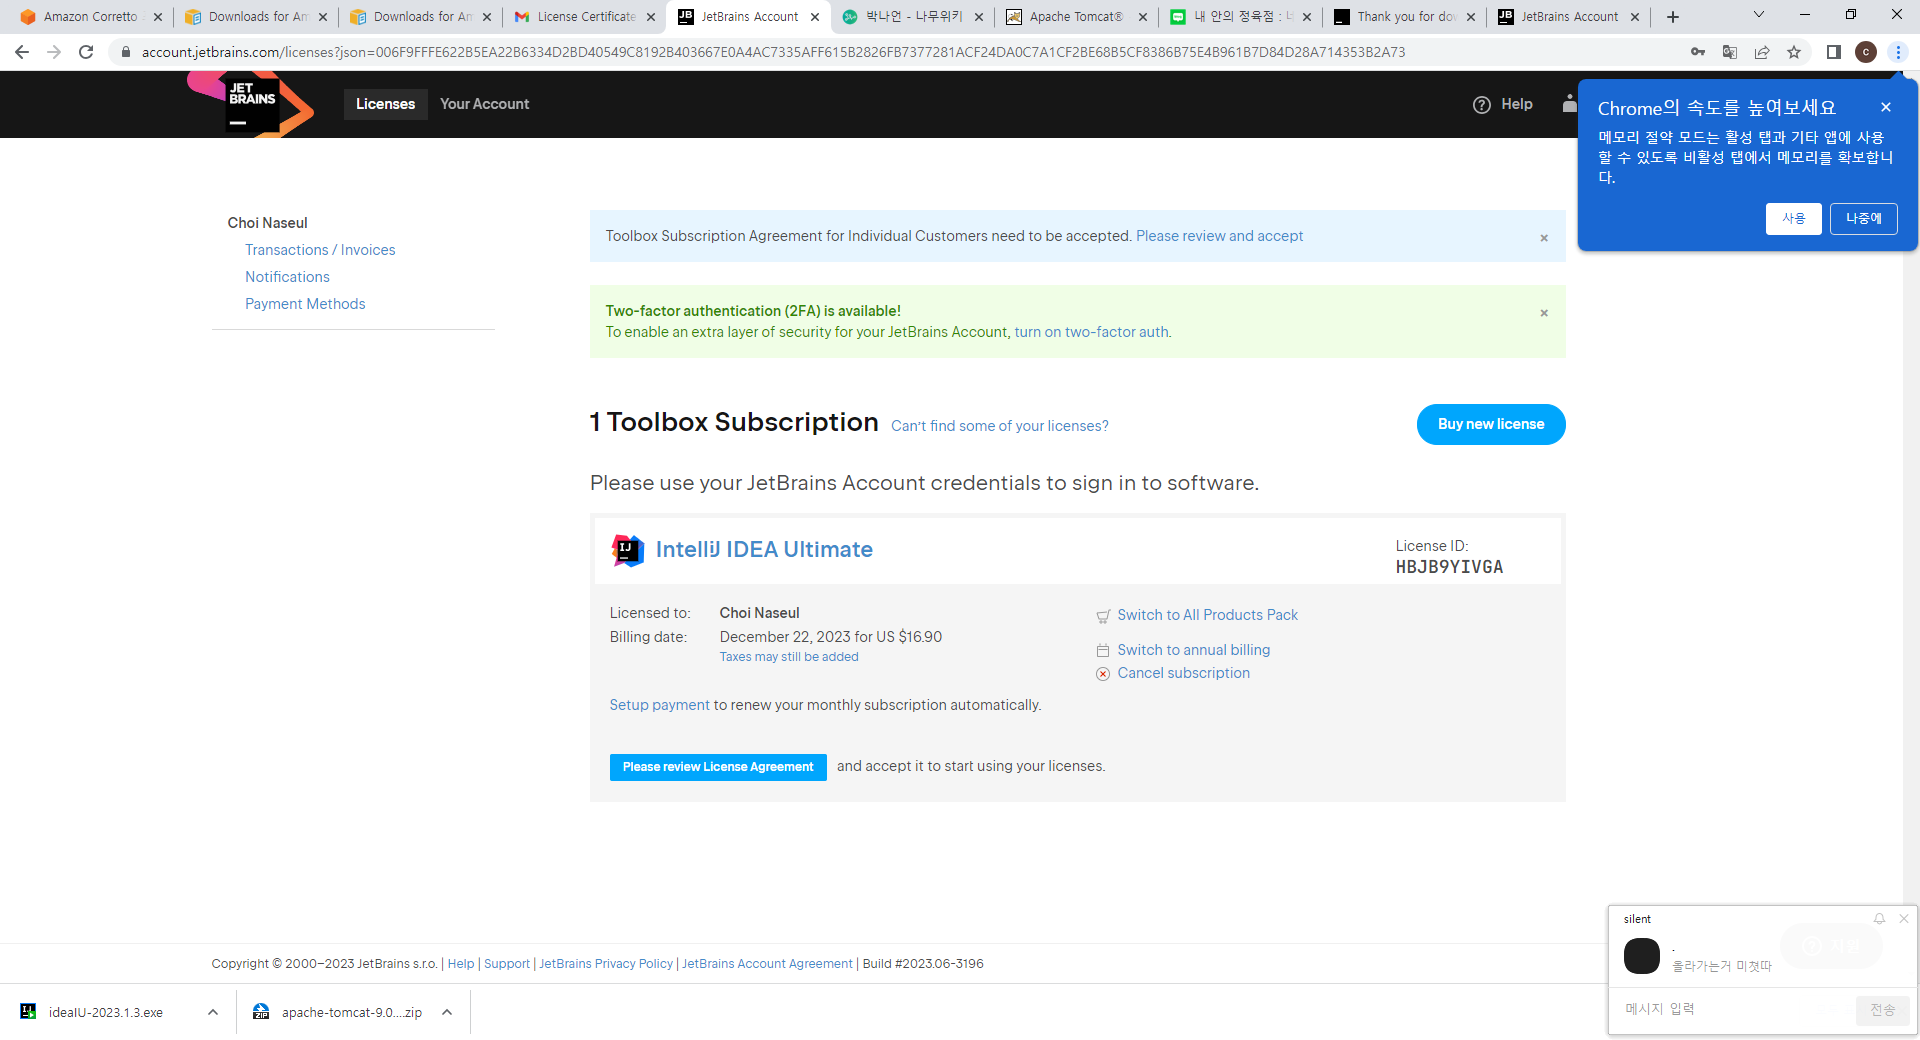 Amazon Corretto
Downloads for Am
Downloads for Am
License Certificate
JetBrains Account
박나언 - 나무위키
Apache Tomcat®
내 안의 정육점 : 너
Thank you for dow
JetBrains Account
account.jetbrains.com/licenses?json=006F9FFFE622B5EA22B6334D2BD40549C8192B403667E0A4AC7335AFF615B2826FB7377281ACF24DA0C7A1CF2BE68B5CF8386B75E4B961B7D84D28A714353B2A73
c
JET
BRAINS
Licenses
Your Account
Help
Chrome의 속도를 높여보세요
메모리 절약 모드는 활성 탭과 기타 앱에 사용
할 수 있도록 비활성 탭에서 메모리를 확보합니
다.
사용
나중에
Choi Naseul
Transactions / Invoices
Notifications
Payment Methods
Toolbox Subscription Agreement for Individual Customers need to be accepted. Please review and accept
Two-factor authentication (2FA) is available!
To enable an extra layer of security for your JetBrains Account, turn on two-factor auth.
1 Toolbox Subscription
Can't find some of your licenses?
Buy new license
Please use your JetBrains Account credentials to sign in to software.
IntelliJ IDEA Ultimate
License ID:
HBJB9YIVGA
Licensed to: Choi Naseul
Billing date: December 22, 2023 for US $16.90
Taxes may still be added
Switch to All Products Pack
Switch to annual billing
Cancel subscription
Setup payment to renew your monthly subscription automatically.
Please review License Agreement and accept it to start using your licenses.
Copyright © 2000–2023 JetBrains s.r.o. | Help | Support | JetBrains Privacy Policy | JetBrains Account Agreement | Build #2023.06-3196
silent
.
올라가는거 미쳣따
메시지 입력
전송
ideaIU-2023.1.3.exe
apache-tomcat-9.0....zip